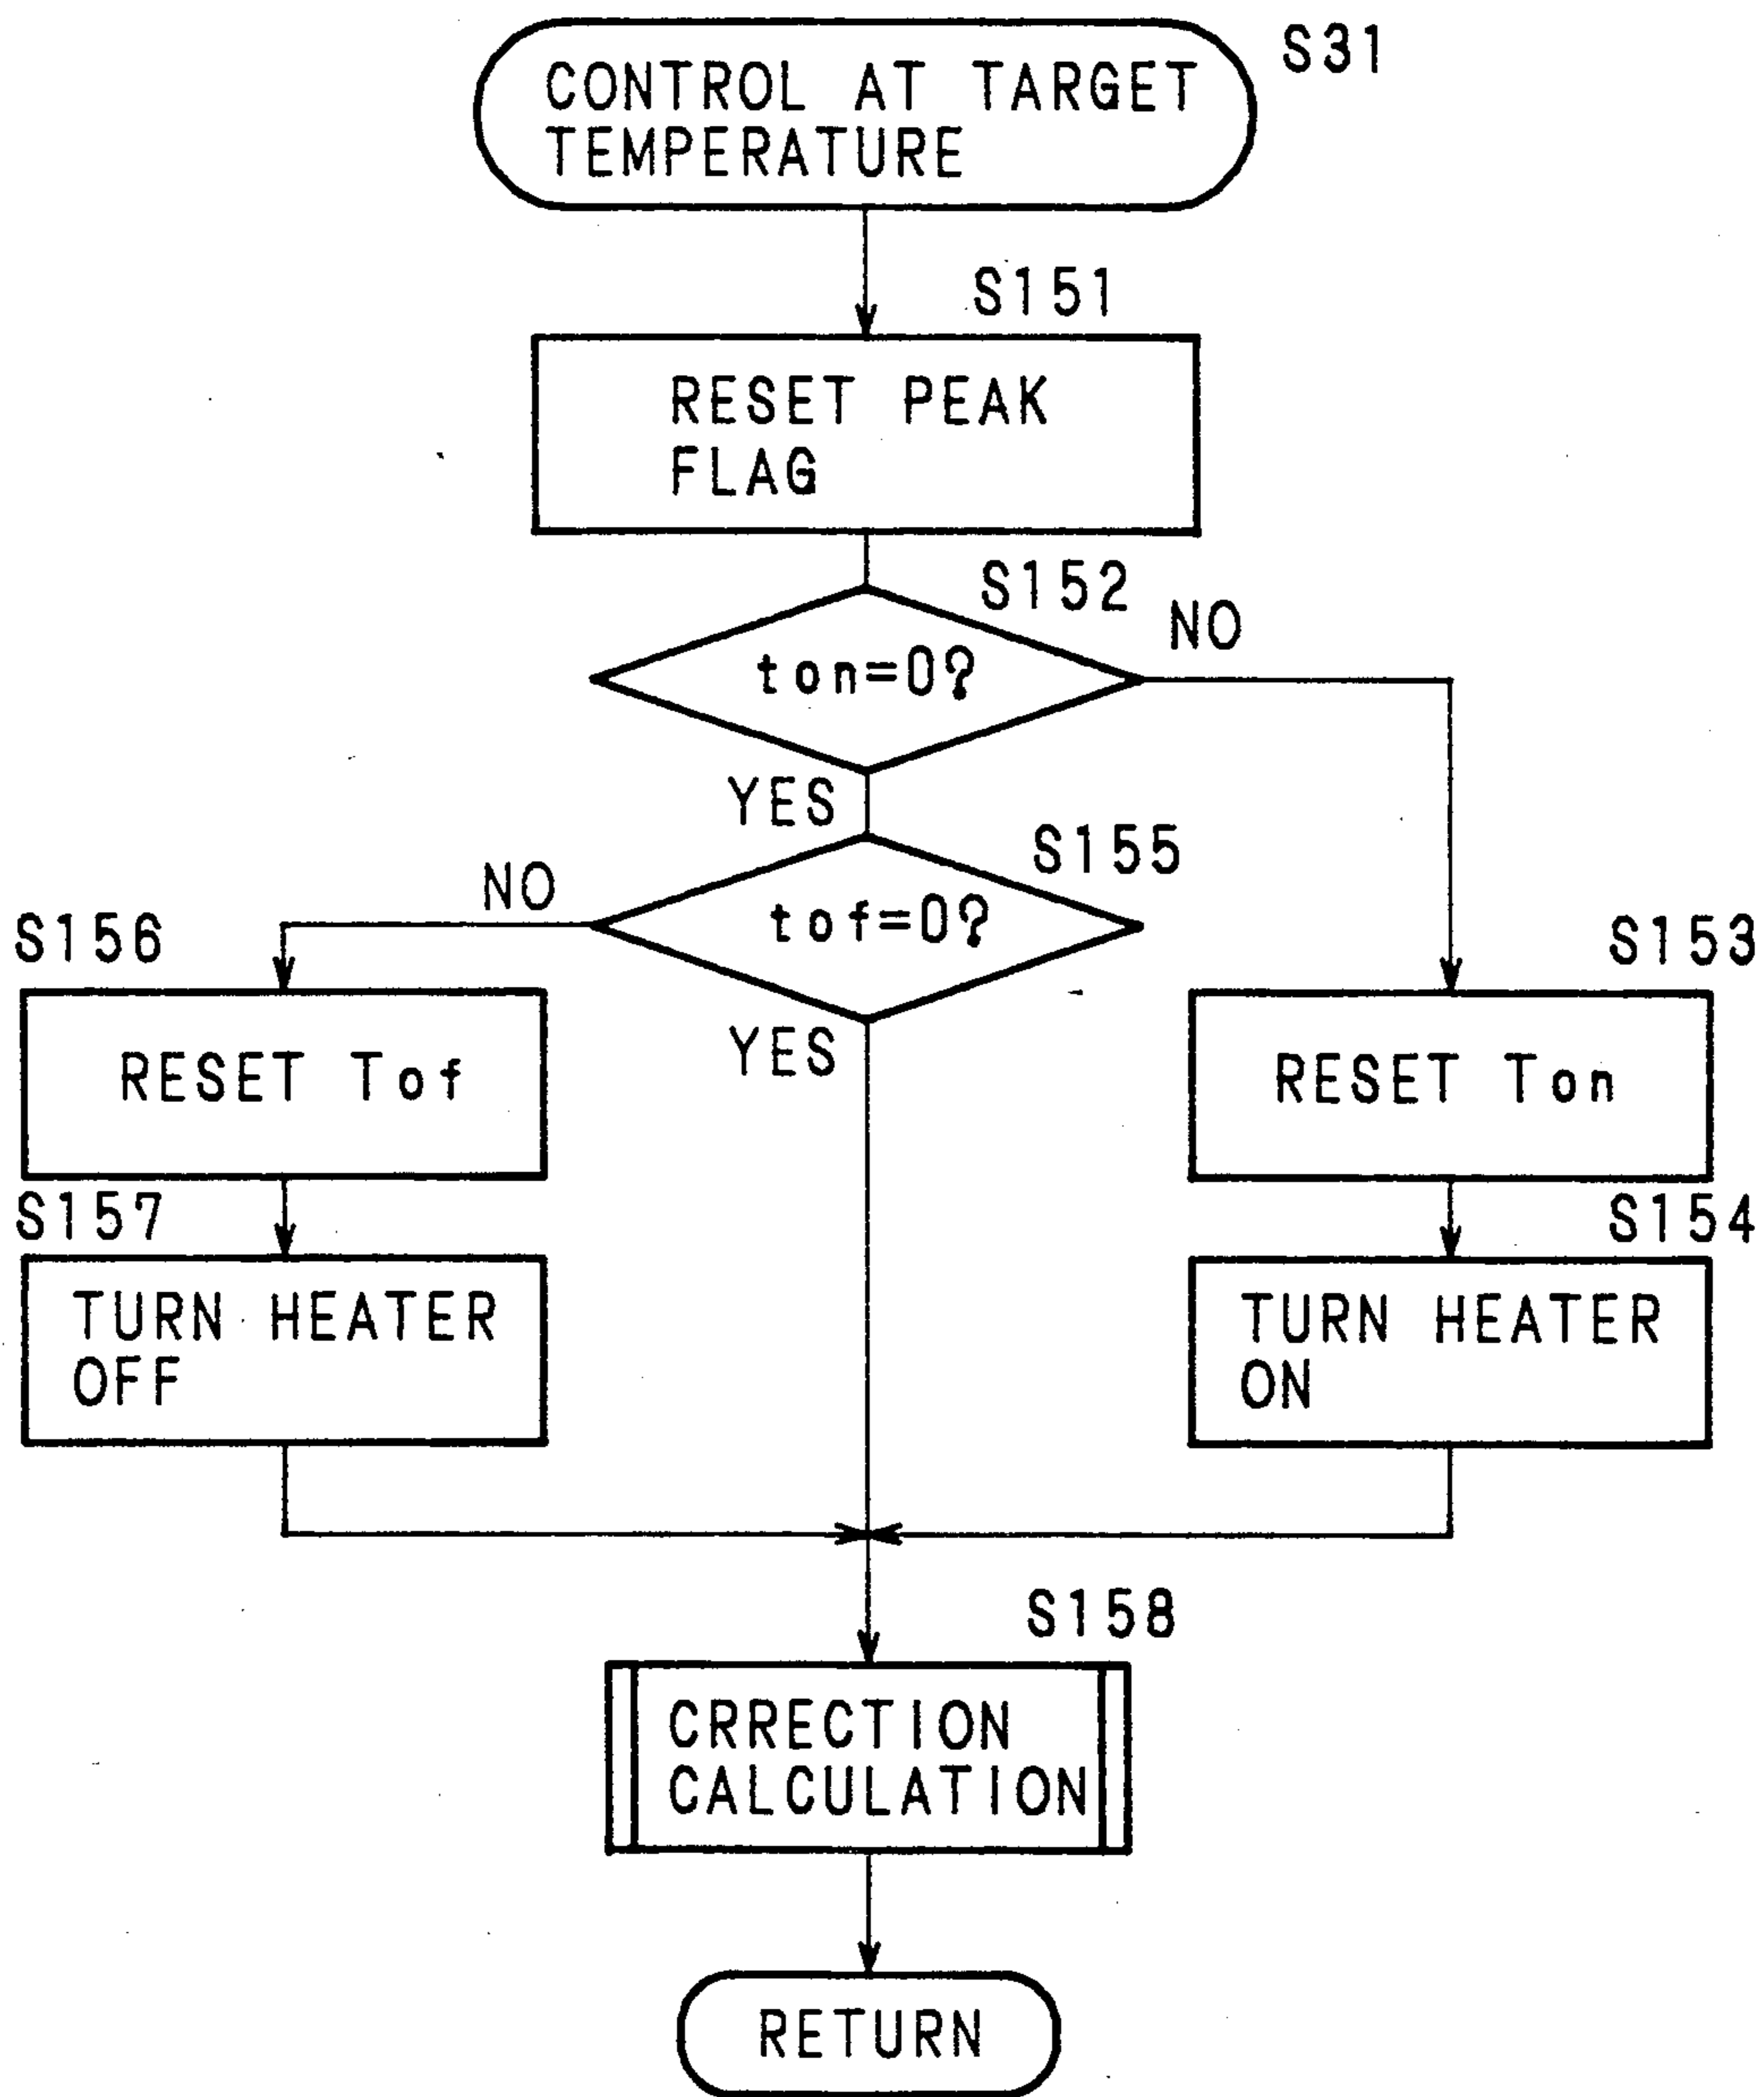 S31
CONTROL AT TARGET
TEMPERATURE
S151
RESET PEAK
FLAG
S152
NO
ton=0?
YES
S155
NO
tof=0?
S156
S153
YES
RESET Tof
RESET Ton
S157
S154
TURN HEATER
OFF
TURN HEATER
ON
S158
CRRECTION
CALCULATION
RETURN